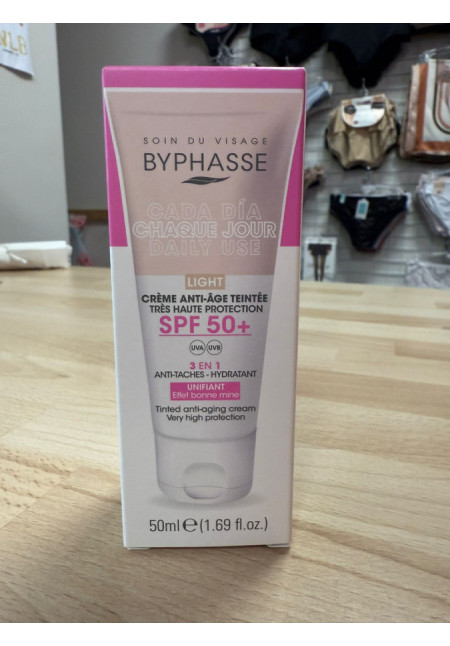 NLB
SOIN DU VISAGE
BYPHASSE
CADA DÍA
CHAQUE JOUR
DAILY USE
LIGHT
CRÈME ANTI-ÂGE TEINTÉE
TRÈS HAUTE PROTECTION
SPF 50+
UVA UVB
3 EN 1
ANTI-TACHES - HYDRATANT
UNIFIANT
Effet bonne mine
Tinted anti-aging cream
Very high protection
50ml ℮ (1.69 fl.oz.)